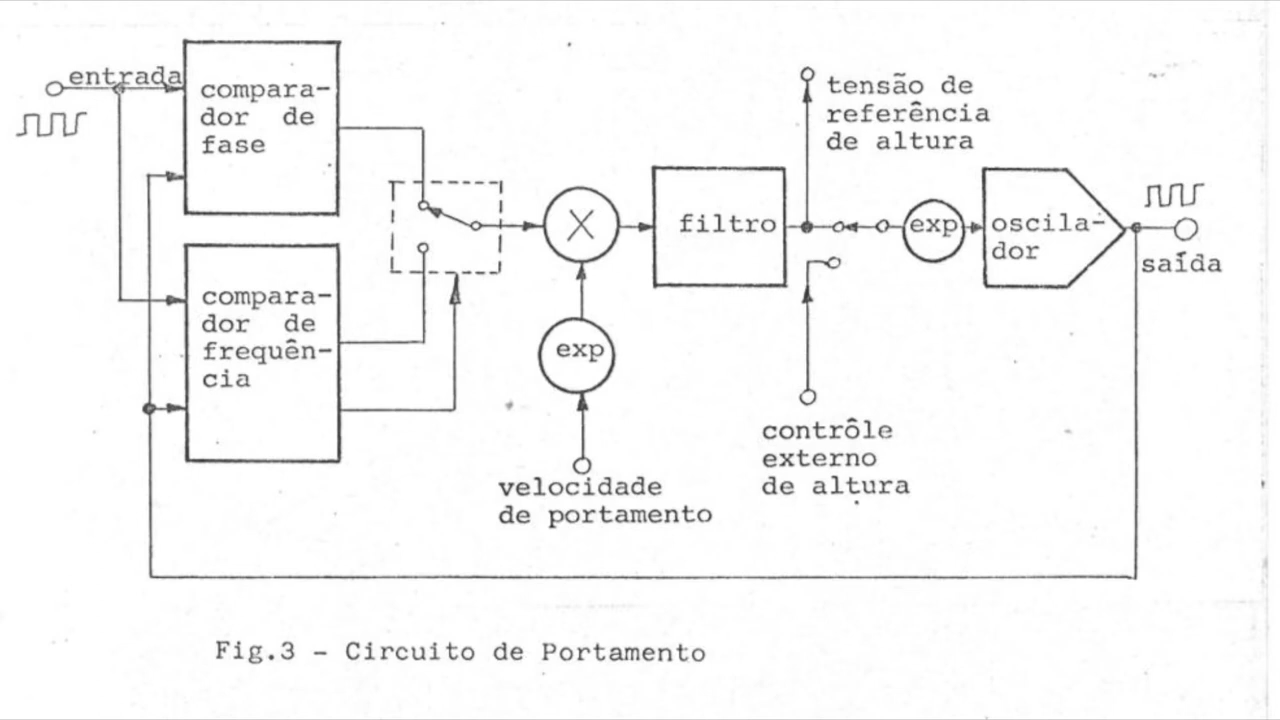 entrada
compara-
dor de
fase
compara-
dor de
frequên-
cia
X
exp
velocidade
de portamento
filtro
tensão de
referência
de altura
contrôle
externo
de altura
exp
oscila-
dor
saída
Fig.3 - Circuito de Portamento